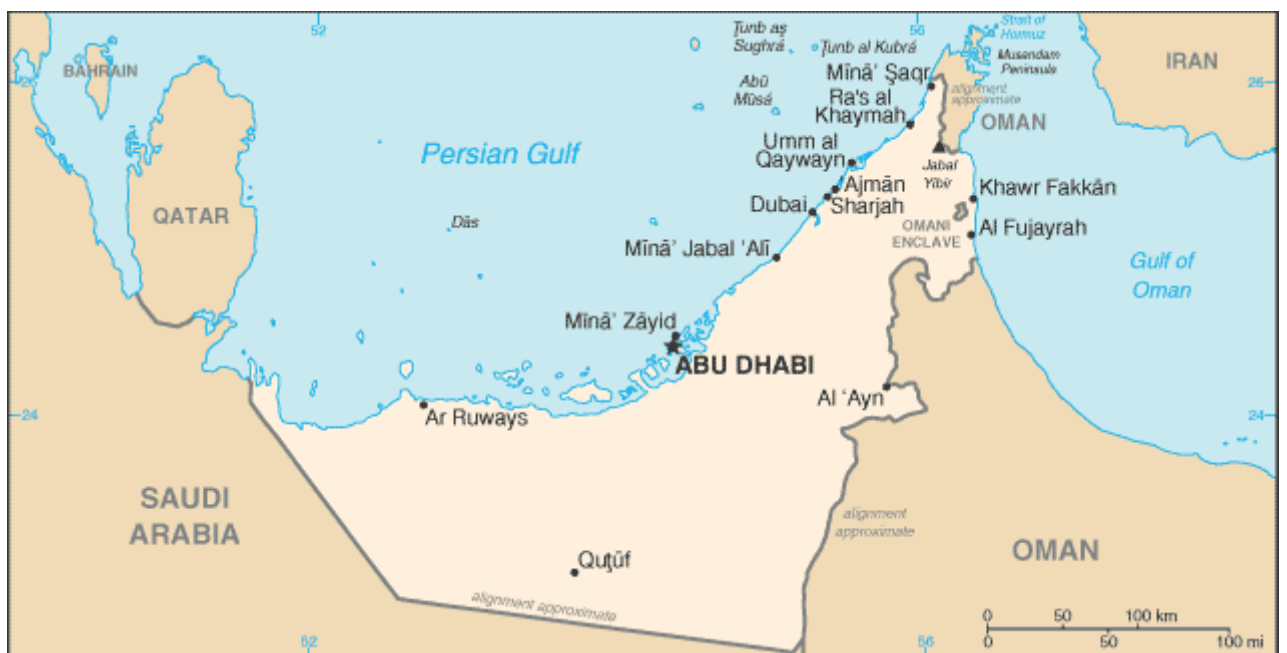 52
56
Ţunb aş
Sughrá
Ţunb al Kubrá
Strait of
Hormuz
Musandam
Peninsula
IRAN
BAHRAIN
26
26
Abū
Mūsá
Mīnā' Şaqr
alignment
approximate
Ra's al
Khaymah
OMAN
Persian Gulf
Umm al
Qaywayn
Jabal
Yibir
QATAR
Dās
Ajmān
Sharjah
Dubai
Khawr Fakkān
OMANI
ENCLAVE
Al Fujayrah
Mīnā' Jabal 'Alī
Gulf of
Oman
Mīnā' Zāyid
ABU DHABI
Al 'Ayn
24
24
Ar Ruways
SAUDI
ARABIA
alignment
approximate
OMAN
Quţūf
alignment approximate
0 50 100 km
0 50 100 mi
52
56